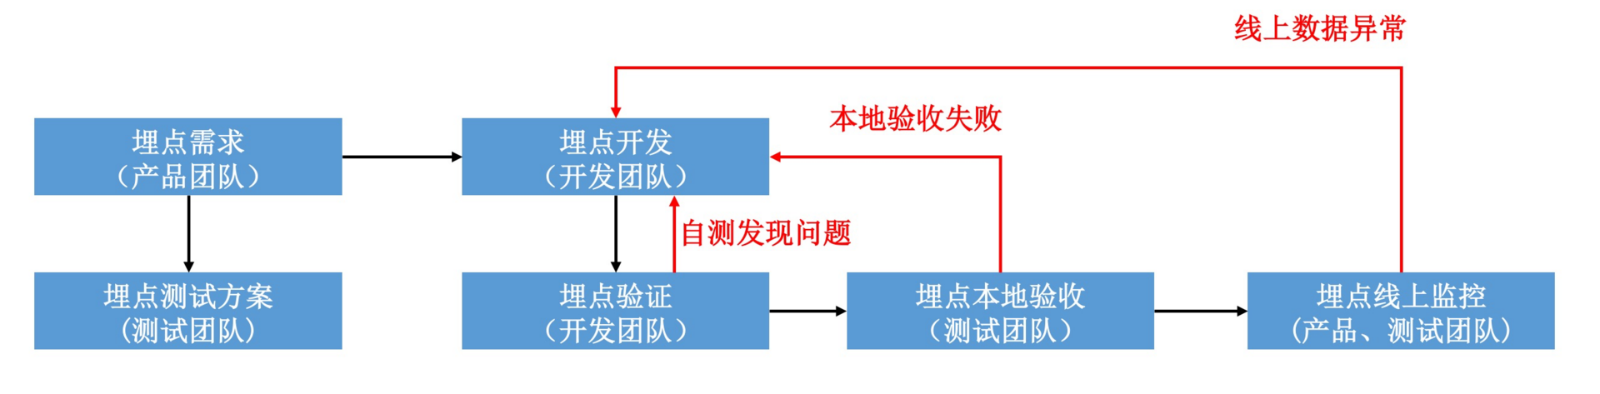 线上数据异常
本地验收失败
埋点需求
（产品团队）
埋点开发
（开发团队）
自测发现问题
埋点测试方案
(测试团队)
埋点验证
（开发团队）
埋点本地验收
（测试团队）
埋点线上监控
(产品、测试团队)